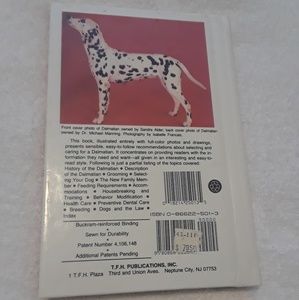 Front cover photo of Dalmatian owned by Sandra Alder; back cover photo of Dalmatian
owned by Dr. Michael Manning. Photography by Isabelle Francais.
This book, illustrated entirely with full-color photos and drawings,
presents sensible, easy-to-follow recommendations about selecting and
caring for a Dalmatian. It concentrates on providing readers with the in-
formation they need and want—all given in an interesting and easy-to-
read style. Following is just a partial listing of the topics:
Description of the Dalmatian
History of the Dalmatian • Grooming • Select-
ing Your Dog • The New Family Mem-
ber • Feeding Requirements • Accom-
modations • Housebreaking and
Training • Behavior Modification •
Health Care • Preventive Dental Care
• Breeding • Dogs and the Law •
Index
ISBN 0-86622-501-3
Buckram-reinforced Binding
Sewn for Durability
Patent Number 4,106,148
Additional Patents Pending
T.F.H. PUBLICATIONS, INC.
1 T.F.H. Plaza Third and Union Aves. Neptune City, NJ 07753